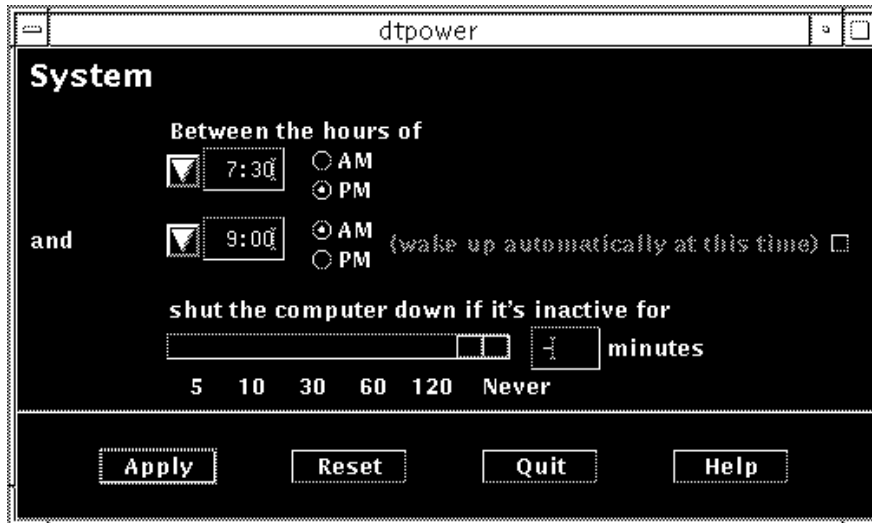 dtpower
System
Between the hours of
7:30 AM
PM
and 9:00 AM (wake up automatically at this time)
PM
shut the computer down if it's inactive for
- minutes
5 10 30 60 120 Never
Apply Reset Quit Help